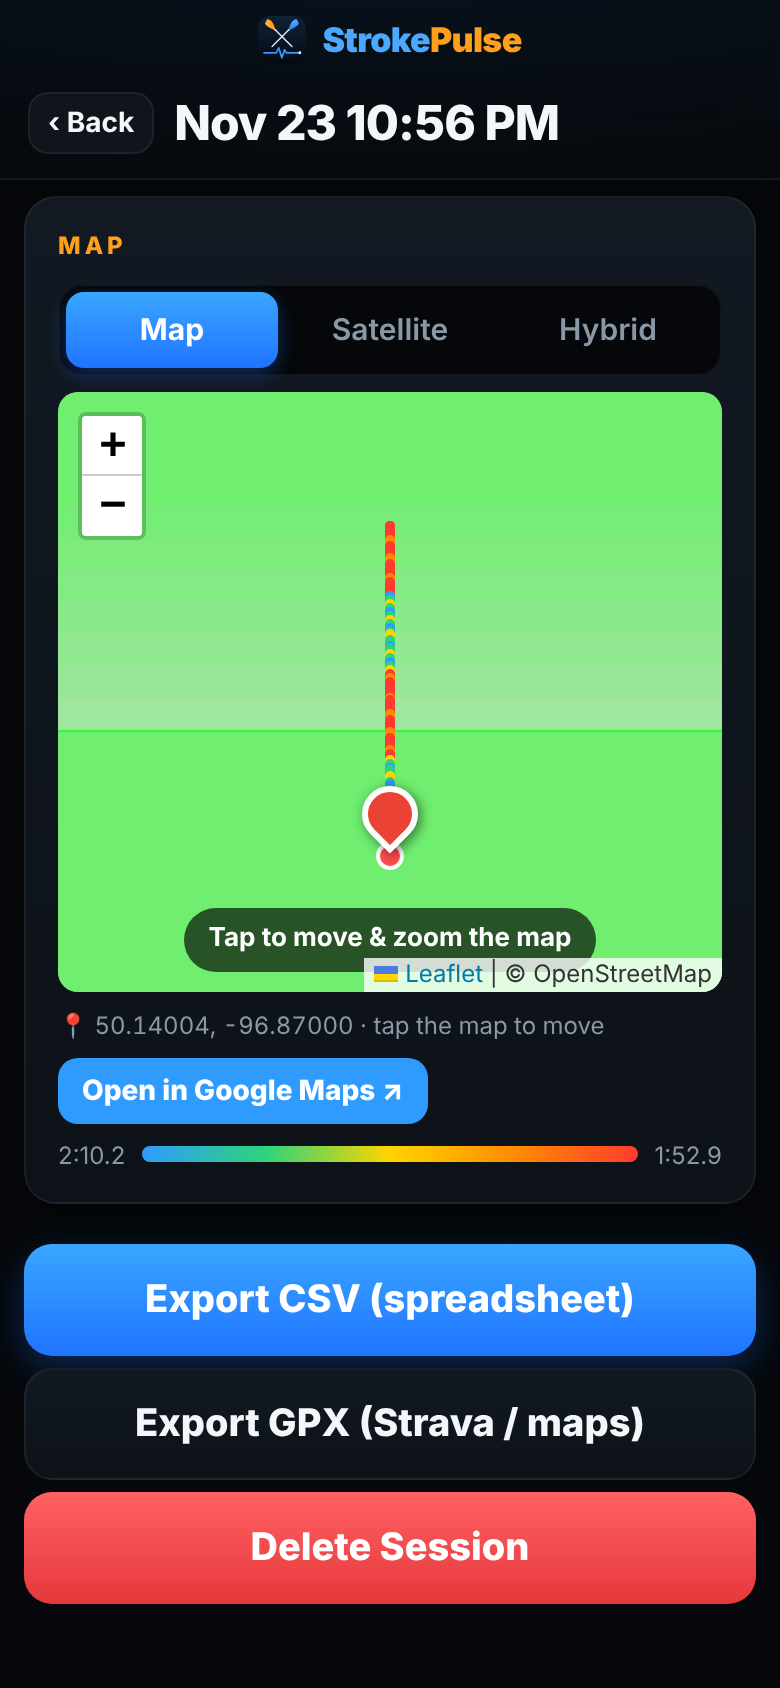 StrokePulse
‹ Back
Nov 23 10:56 PM
MAP
Map
Satellite
Hybrid
+
−
Tap to move & zoom the map
Leaflet | © OpenStreetMap
50.14004, -96.87000 · tap the map to move
Open in Google Maps ↗
2:10.2
1:52.9
Export CSV (spreadsheet)
Export GPX (Strava / maps)
Delete Session